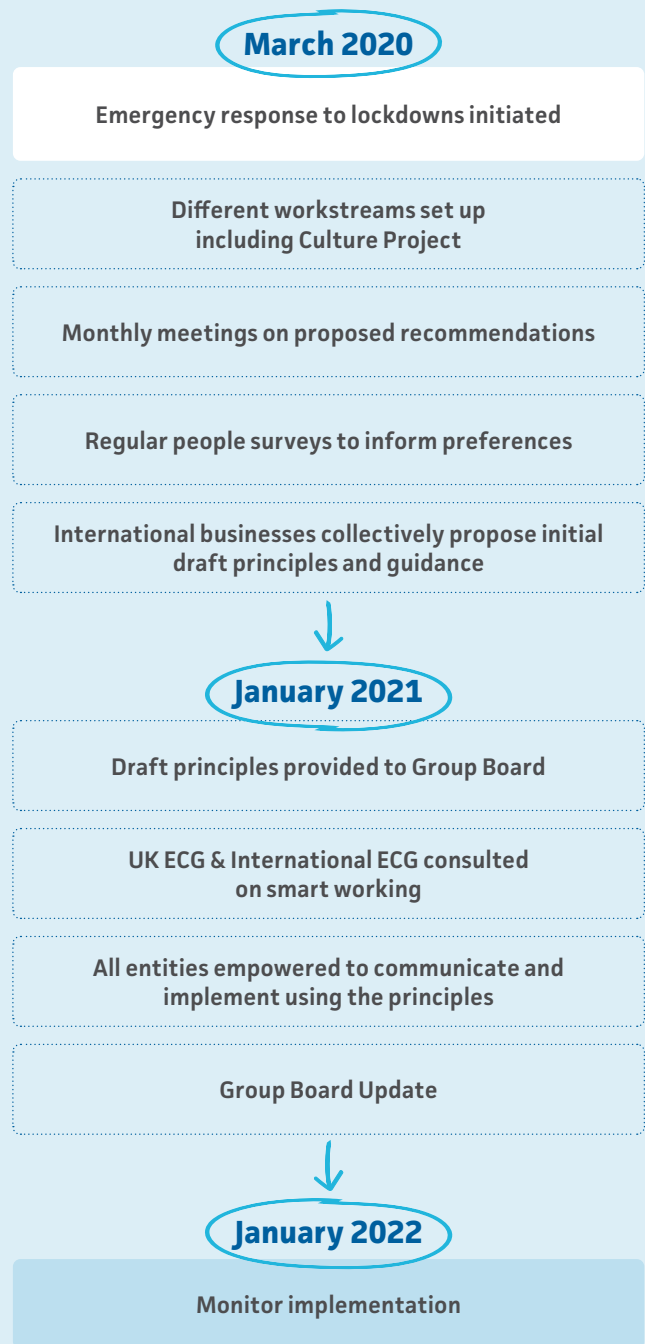 March 2020
Emergency response to lockdowns initiated
Different workstreams set up
including Culture Project
Monthly meetings on proposed recommendations
Regular people surveys to inform preferences
International businesses collectively propose initial
draft principles and guidance
January 2021
Draft principles provided to Group Board
UK ECG & International ECG consulted
on smart working
All entities empowered to communicate and
implement using the principles
Group Board Update
January 2022
Monitor implementation